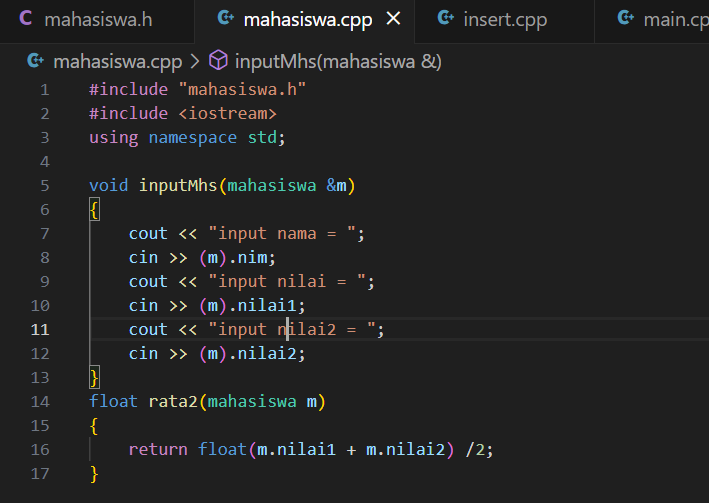 mahasiswa.h mahasiswa.cpp insert.cpp main.cp
mahasiswa.cpp > inputMhs(mahasiswa &)
1 #include "mahasiswa.h"
2 #include <iostream>
3 using namespace std;
4
5 void inputMhs(mahasiswa &m)
6 {
7 cout << "input nama = ";
8 cin >> (m).nim;
9 cout << "input nilai = ";
10 cin >> (m).nilai1;
11 cout << "input nilai2 = ";
12 cin >> (m).nilai2;
13 }
14 float rata2(mahasiswa m)
15 {
16 return float(m.nilai1 + m.nilai2) /2;
17 }